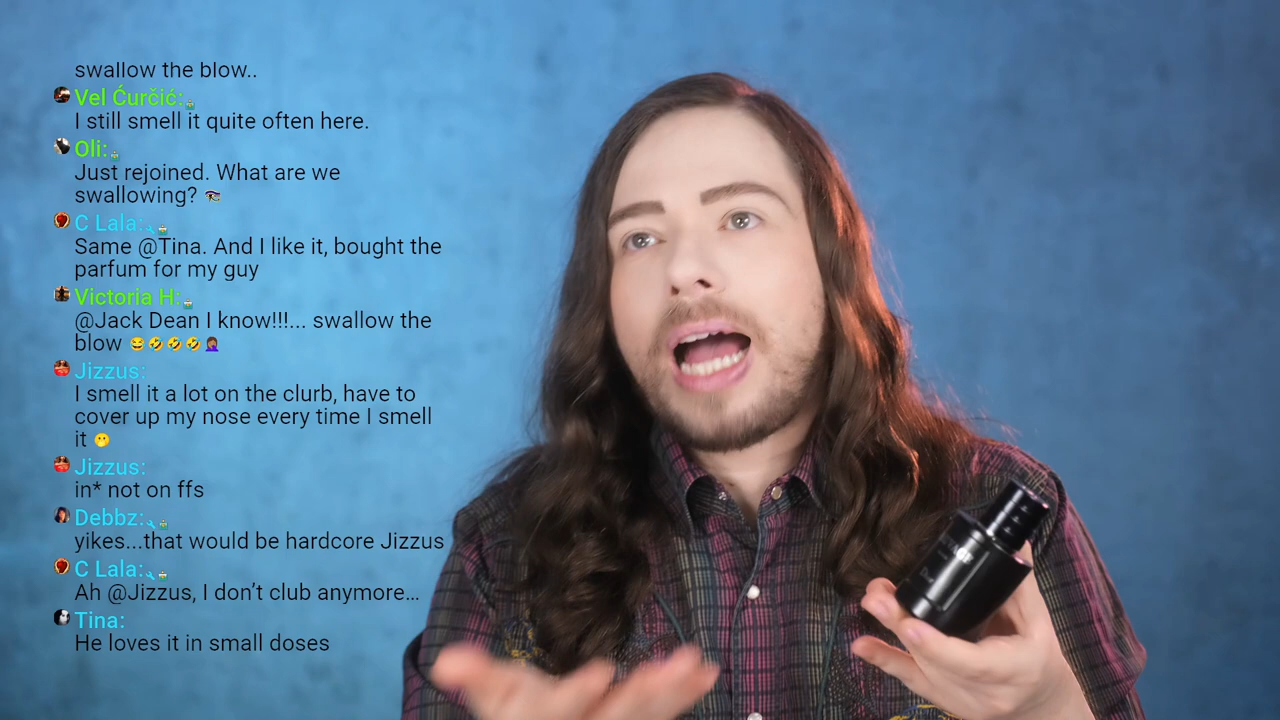 swallow the blow..
Vel Ćurčić:
I still smell it quite often here.
Oli:
Just rejoined. What are we
swallowing?
C Lala:
Same @Tina. And I like it, bought the
parfum for my guy
Victoria H:
@Jack Dean I know!!!... swallow the
blow 😂🤣🤣🤣🤦🏾‍♀️
Jizzus:
I smell it a lot on the clurb, have to
cover up my nose every time I smell
it 🤭
Jizzus:
in* not on ffs
Debbz:
yikes...that would be hardcore Jizzus
C Lala:
Ah @Jizzus, I don’t club anymore…
Tina:
He loves it in small doses